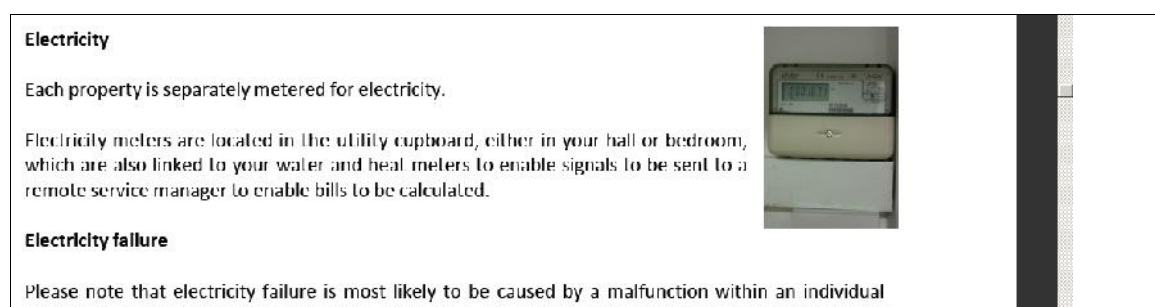 Electricity
Each property is separately metered for electricity.
Electricity meters are located in the utility cupboard, either in your hall or bedroom,
which are also linked to your water and heat meters to enable signals to be sent to a
remote service manager to enable bills to be calculated.
Electricity failure
Please note that electricity failure is most likely to be caused by a malfunction within an individual